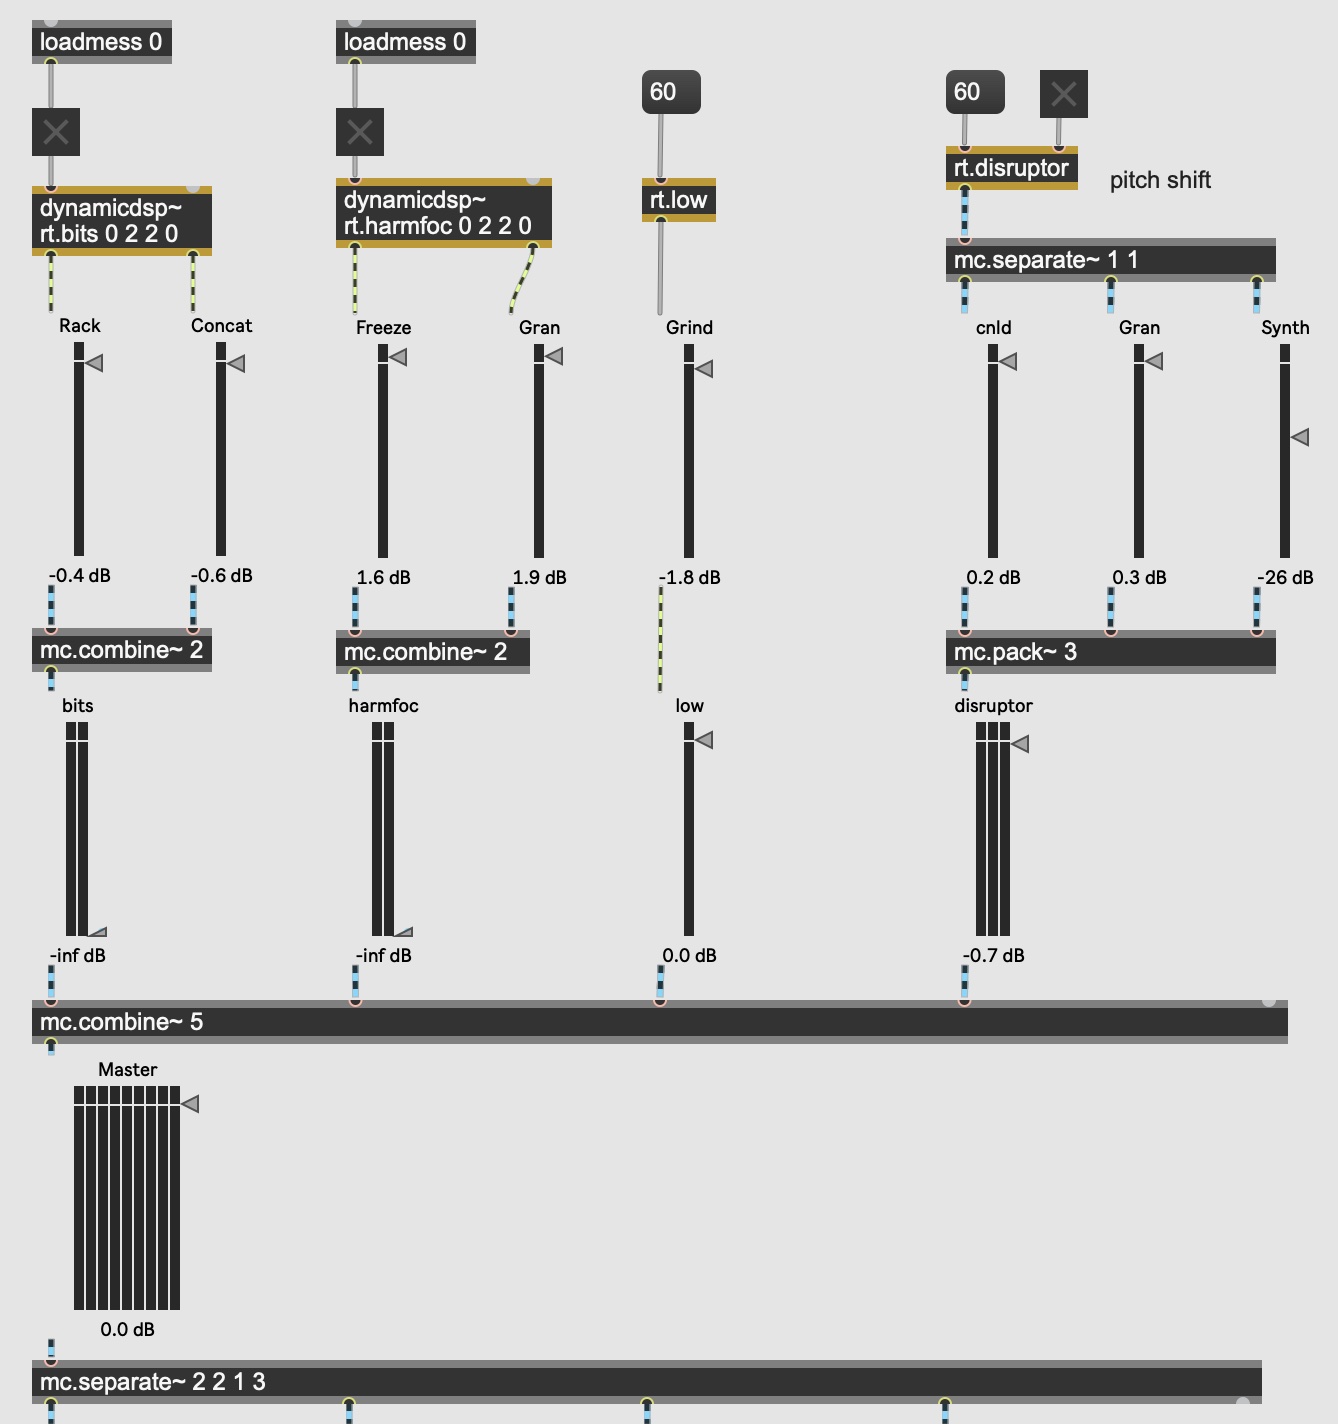 loadmess 0
loadmess 0
60
60
dynamicdsp~
rt.bits 0 2 2 0
dynamicdsp~
rt.harmfoc 0 2 2 0
rt.low
rt.disruptor
pitch shift
mc.separate~ 1 1
Rack
Concat
Freeze
Gran
Grind
cnld
Gran
Synth
-0.4 dB
-0.6 dB
1.6 dB
1.9 dB
-1.8 dB
0.2 dB
0.3 dB
-26 dB
mc.combine~ 2
mc.combine~ 2
mc.pack~ 3
bits
harmfoc
low
disruptor
-inf dB
-inf dB
0.0 dB
-0.7 dB
mc.combine~ 5
Master
0.0 dB
mc.separate~ 2 2 1 3